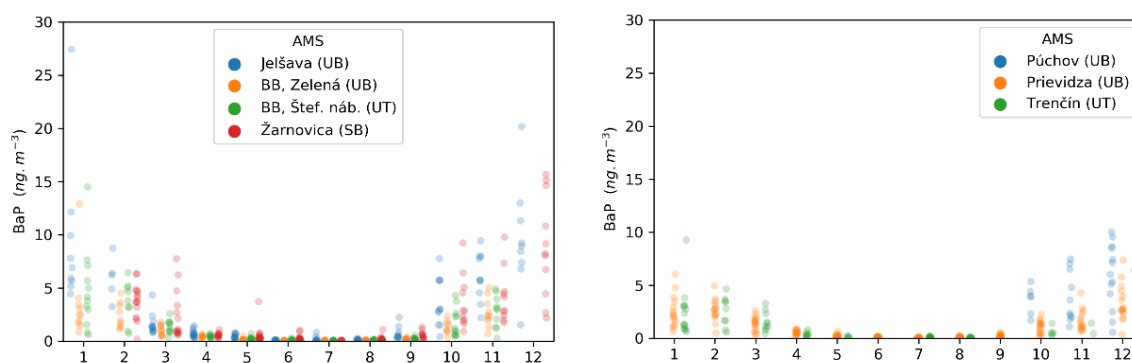 30
25
20
15
10
5
0
BaP (ng. m⁻³)
AMS
Jelšava (UB)
BB, Zelená (UB)
BB, Štef. náb. (UT)
Žarnovica (SB)
1 2 3 4 5 6 7 8 9 10 11 12
30
25
20
15
10
5
0
BaP (ng. m⁻³)
AMS
Púchov (UB)
Prievidza (UB)
Trenčín (UT)
1 2 3 4 5 6 7 8 9 10 11 12